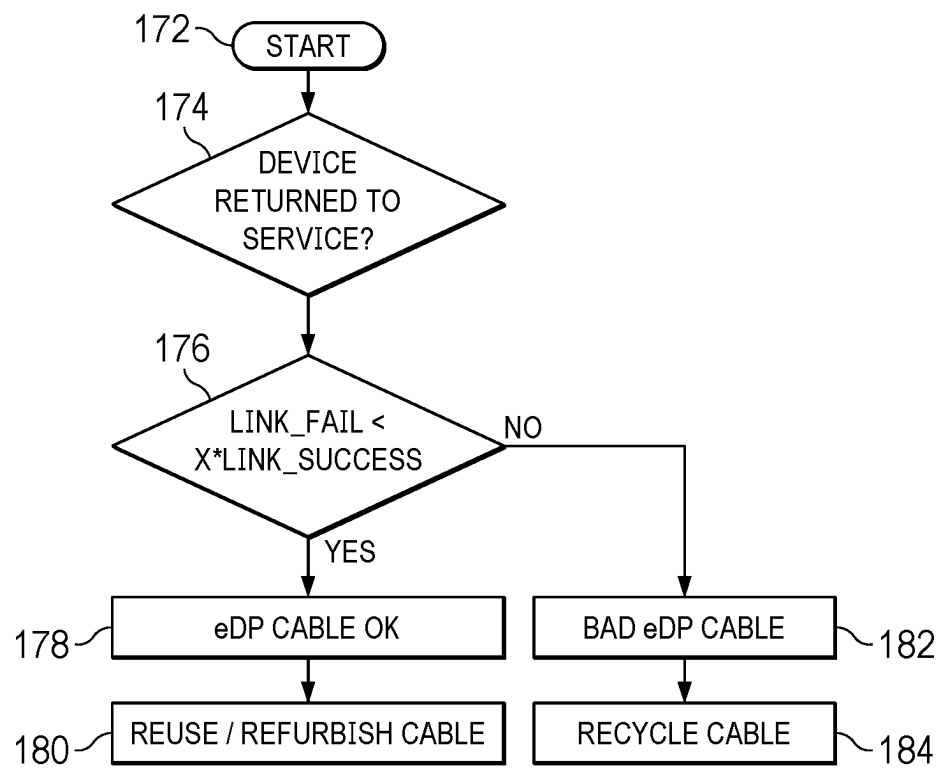 172
START
174
DEVICE
RETURNED TO
SERVICE?
176
LINK_FAIL <
X*LINK_SUCCESS
NO
YES
178
eDP CABLE OK
BAD eDP CABLE
182
180
REUSE / REFURBISH CABLE
RECYCLE CABLE
184